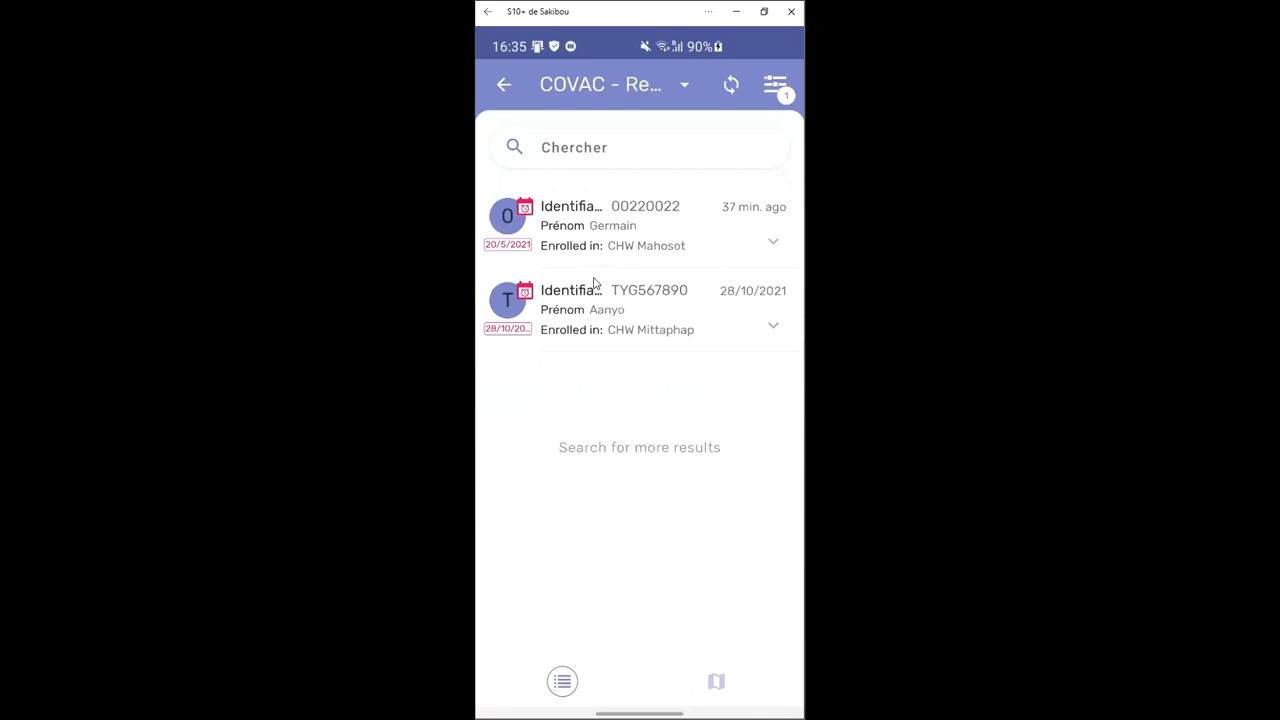 S10+ de Sakibou
16:35 90%
COVAC - Re...
1
Chercher
O Identifia... 00220022 37 min. ago
Prénom Germain
20/5/2021 Enrolled in: CHW Mahosot
T Identifia... TYG567890 28/10/2021
Prénom Aanyo
28/10/20... Enrolled in: CHW Mittaphap
Search for more results